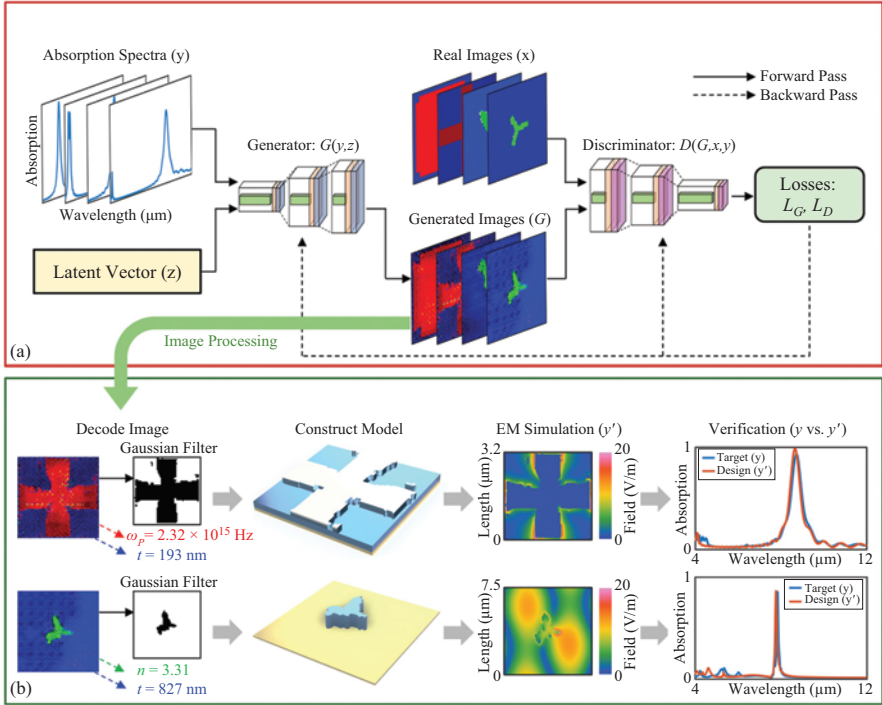 Absorption Spectra (y)
Absorption
Wavelength (μm)
Latent Vector (z)
Generator: G(y,z)
Real Images (x)
Generated Images (G)
Discriminator: D(G,x,y)
Forward Pass
Backward Pass
Losses:
L_G, L_D
Image Processing
(a)
Decode Image
Gaussian Filter
ω_P = 2.32 × 10^15 Hz
t = 193 nm
Construct Model
EM Simulation (y′)
3.2
Length (μm)
0
20
Field (V/m)
0
Verification (y vs. y′)
Target (y)
Design (y′)
1
Absorption
0
4
Wavelength (μm)
12
Gaussian Filter
n = 3.31
t = 827 nm
7.5
Length (μm)
0
20
Field (V/m)
0
Target (y)
Design (y′)
1
Absorption
0
4
Wavelength (μm)
12
(b)